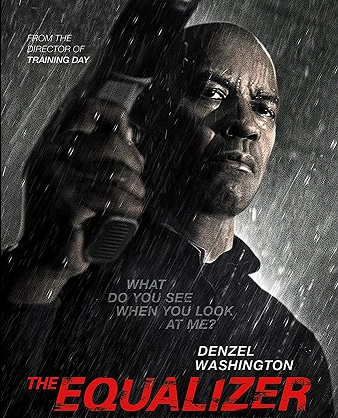 FROM THE
DIRECTOR OF
TRAINING DAY
WHAT
DO YOU SEE
WHEN YOU LOOK
AT ME?
DENZEL
WASHINGTON
THE EQUALIZER